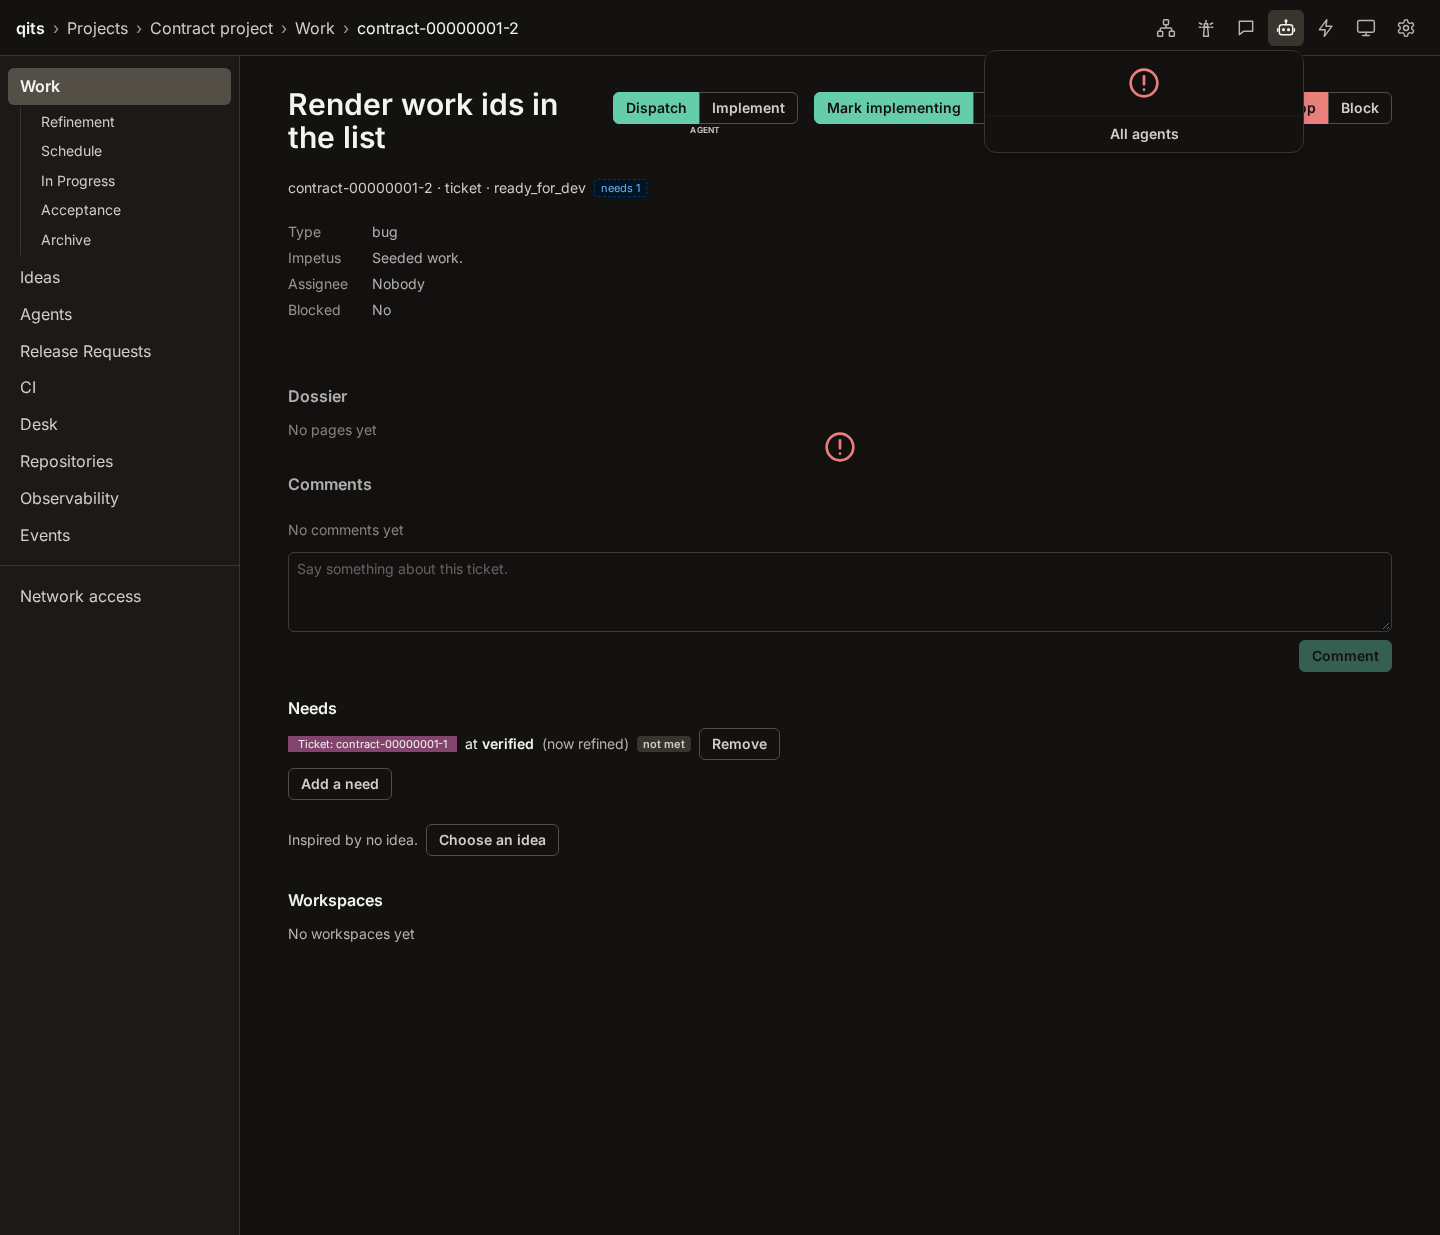 qits › Projects › Contract project › Work › contract-00000001-2
Work
Refinement
Schedule
In Progress
Acceptance
Archive
Ideas
Agents
Release Requests
CI
Desk
Repositories
Observability
Events
Network access
Render work ids in
the list
Dispatch
Implement
AGENT
Mark implementing
Block
All agents
contract-00000001-2 · ticket · ready_for_dev needs 1
Type bug
Impetus Seeded work.
Assignee Nobody
Blocked No
Dossier
No pages yet
Comments
No comments yet
Say something about this ticket.
Comment
Needs
Ticket: contract-00000001-1 at verified (now refined) not met Remove
Add a need
Inspired by no idea. Choose an idea
Workspaces
No workspaces yet